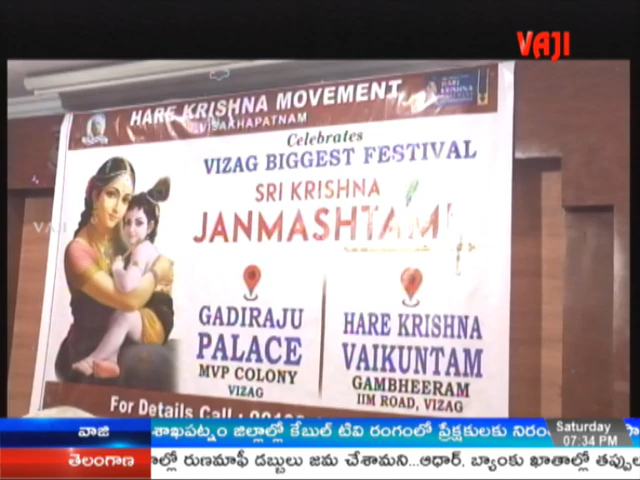 VAJI
HARE KRISHNA MOVEMENT
VISAKHAPATNAM
Celebrates
VIZAG BIGGEST FESTIVAL
SRI KRISHNA
JANMASHTAMI
GADIRAJU
PALACE
MVP COLONY
VIZAG
HARE KRISHNA
VAIKUNTAM
GAMBHEERAM
IIM ROAD, VIZAG
For Details Call :
VAJI
వాజి
శాఖపట్నం జిల్లాల్లో కేబుల్ టివి రంగంలో ప్రేక్షకులకు
Saturday
07:34 PM
తెలంగాణ
ల్లో రుణమాఫీ డబ్బులు జమ చేశామని...ఆధార్, బ్యాంకు ఖాతాల్లో